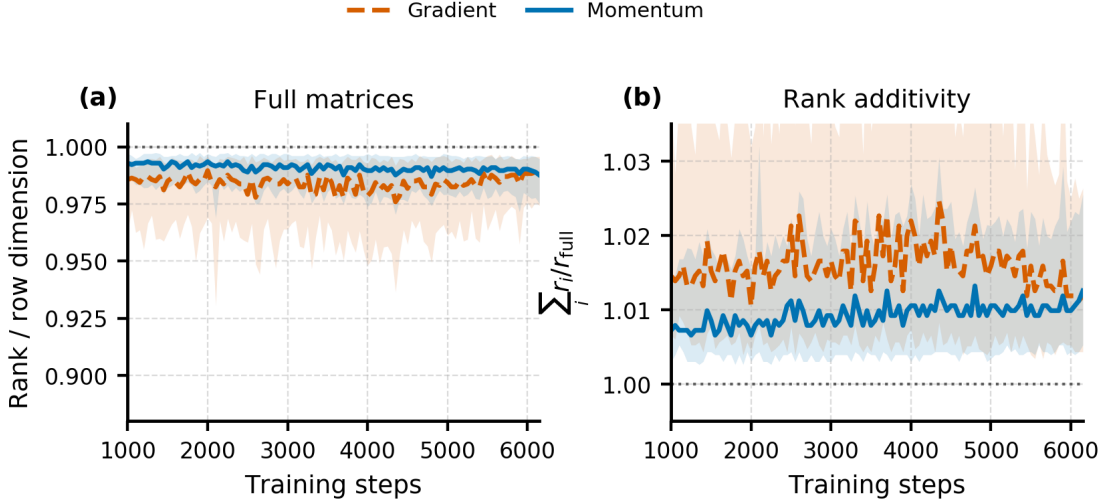 Gradient Momentum
(a) Full matrices
Rank / row dimension
1.000
0.975
0.950
0.925
0.900
1000 2000 3000 4000 5000 6000
Training steps
(b) Rank additivity
∑ᵢ rᵢ/r_full
1.03
1.02
1.01
1.00
1000 2000 3000 4000 5000 6000
Training steps